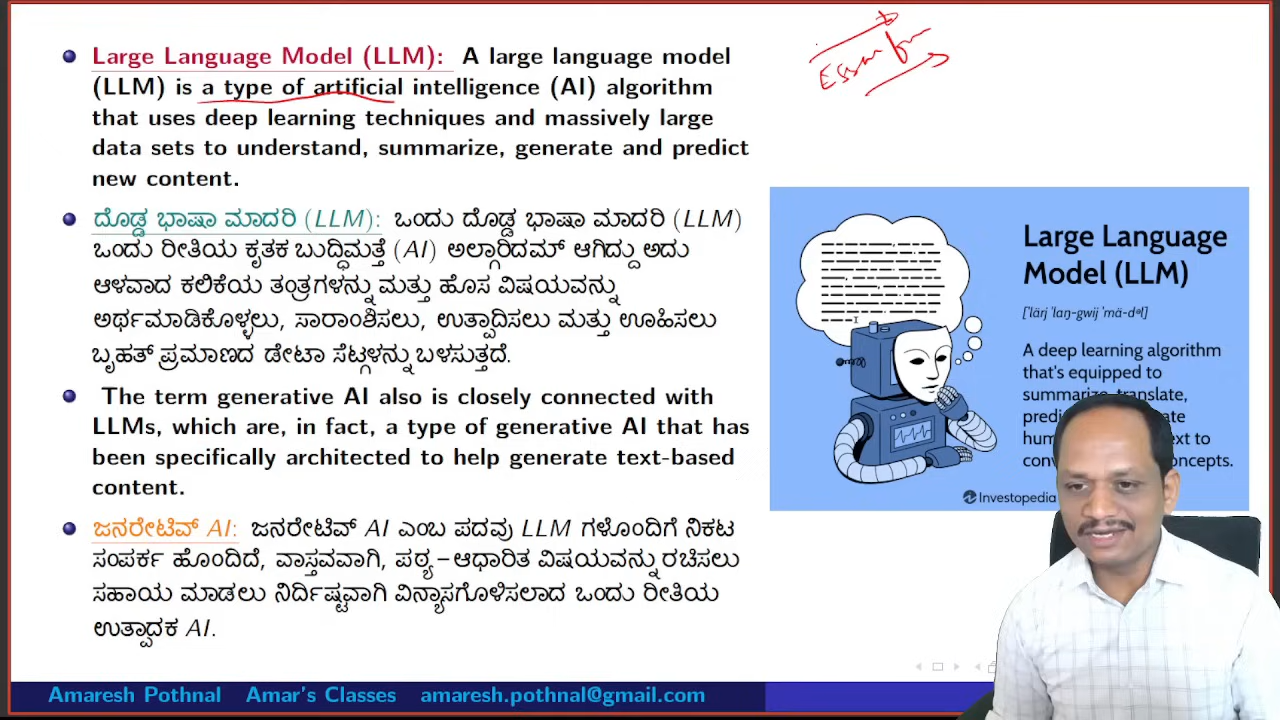 Large Language Model (LLM): A large language model
(LLM) is a type of artificial intelligence (AI) algorithm
that uses deep learning techniques and massively large
data sets to understand, summarize, generate and predict
new content.
ದೊಡ್ಡ ಭಾಷಾ ಮಾದರಿ (LLM): ಒಂದು ದೊಡ್ಡ ಭಾಷಾ ಮಾದರಿ (LLM)
ಒಂದು ರೀತಿಯ ಕೃತಕ ಬುದ್ಧಿಮತ್ತೆ (AI) ಅಲ್ಗಾರಿದಮ್ ಆಗಿದ್ದು ಅದು
ಆಳವಾದ ಕಲಿಕೆಯ ತಂತ್ರಗಳನ್ನು ಮತ್ತು ಹೊಸ ವಿಷಯವನ್ನು
ಅರ್ಥಮಾಡಿಕೊಳ್ಳಲು, ಸಾರಾಂಶಿಸಲು, ಉತ್ಪಾದಿಸಲು ಮತ್ತು ಊಹಿಸಲು
ಬೃಹತ್ ಪ್ರಮಾಣದ ಡೇಟಾ ಸೆಟ್ಗಳನ್ನು ಬಳಸುತ್ತದೆ.
The term generative AI also is closely connected with
LLMs, which are, in fact, a type of generative AI that has
been specifically architected to help generate text-based
content.
ಜನರೇಟಿವ್ AI: ಜನರೇಟಿವ್ AI ಎಂಬ ಪದವು LLM ಗಳೊಂದಿಗೆ ನಿಕಟ
ಸಂಪರ್ಕ ಹೊಂದಿದೆ, ವಾಸ್ತವವಾಗಿ, ಪಠ್ಯ-ಆಧಾರಿತ ವಿಷಯವನ್ನು ರಚಿಸಲು
ಸಹಾಯ ಮಾಡಲು ನಿರ್ದಿಷ್ಟವಾಗಿ ವಿನ್ಯಾಸಗೊಳಿಸಲಾದ ಒಂದು ರೀತಿಯ
ಉತ್ಪಾದಕ AI.
Large Language
Model (LLM)
['lärj 'laŋ-gwij 'mä-dᵊl]
A deep learning algorithm
that's equipped to
summarize, translate,
Investopedia
Amaresh Pothnal Amar's Classes amaresh.pothnal@gmail.com